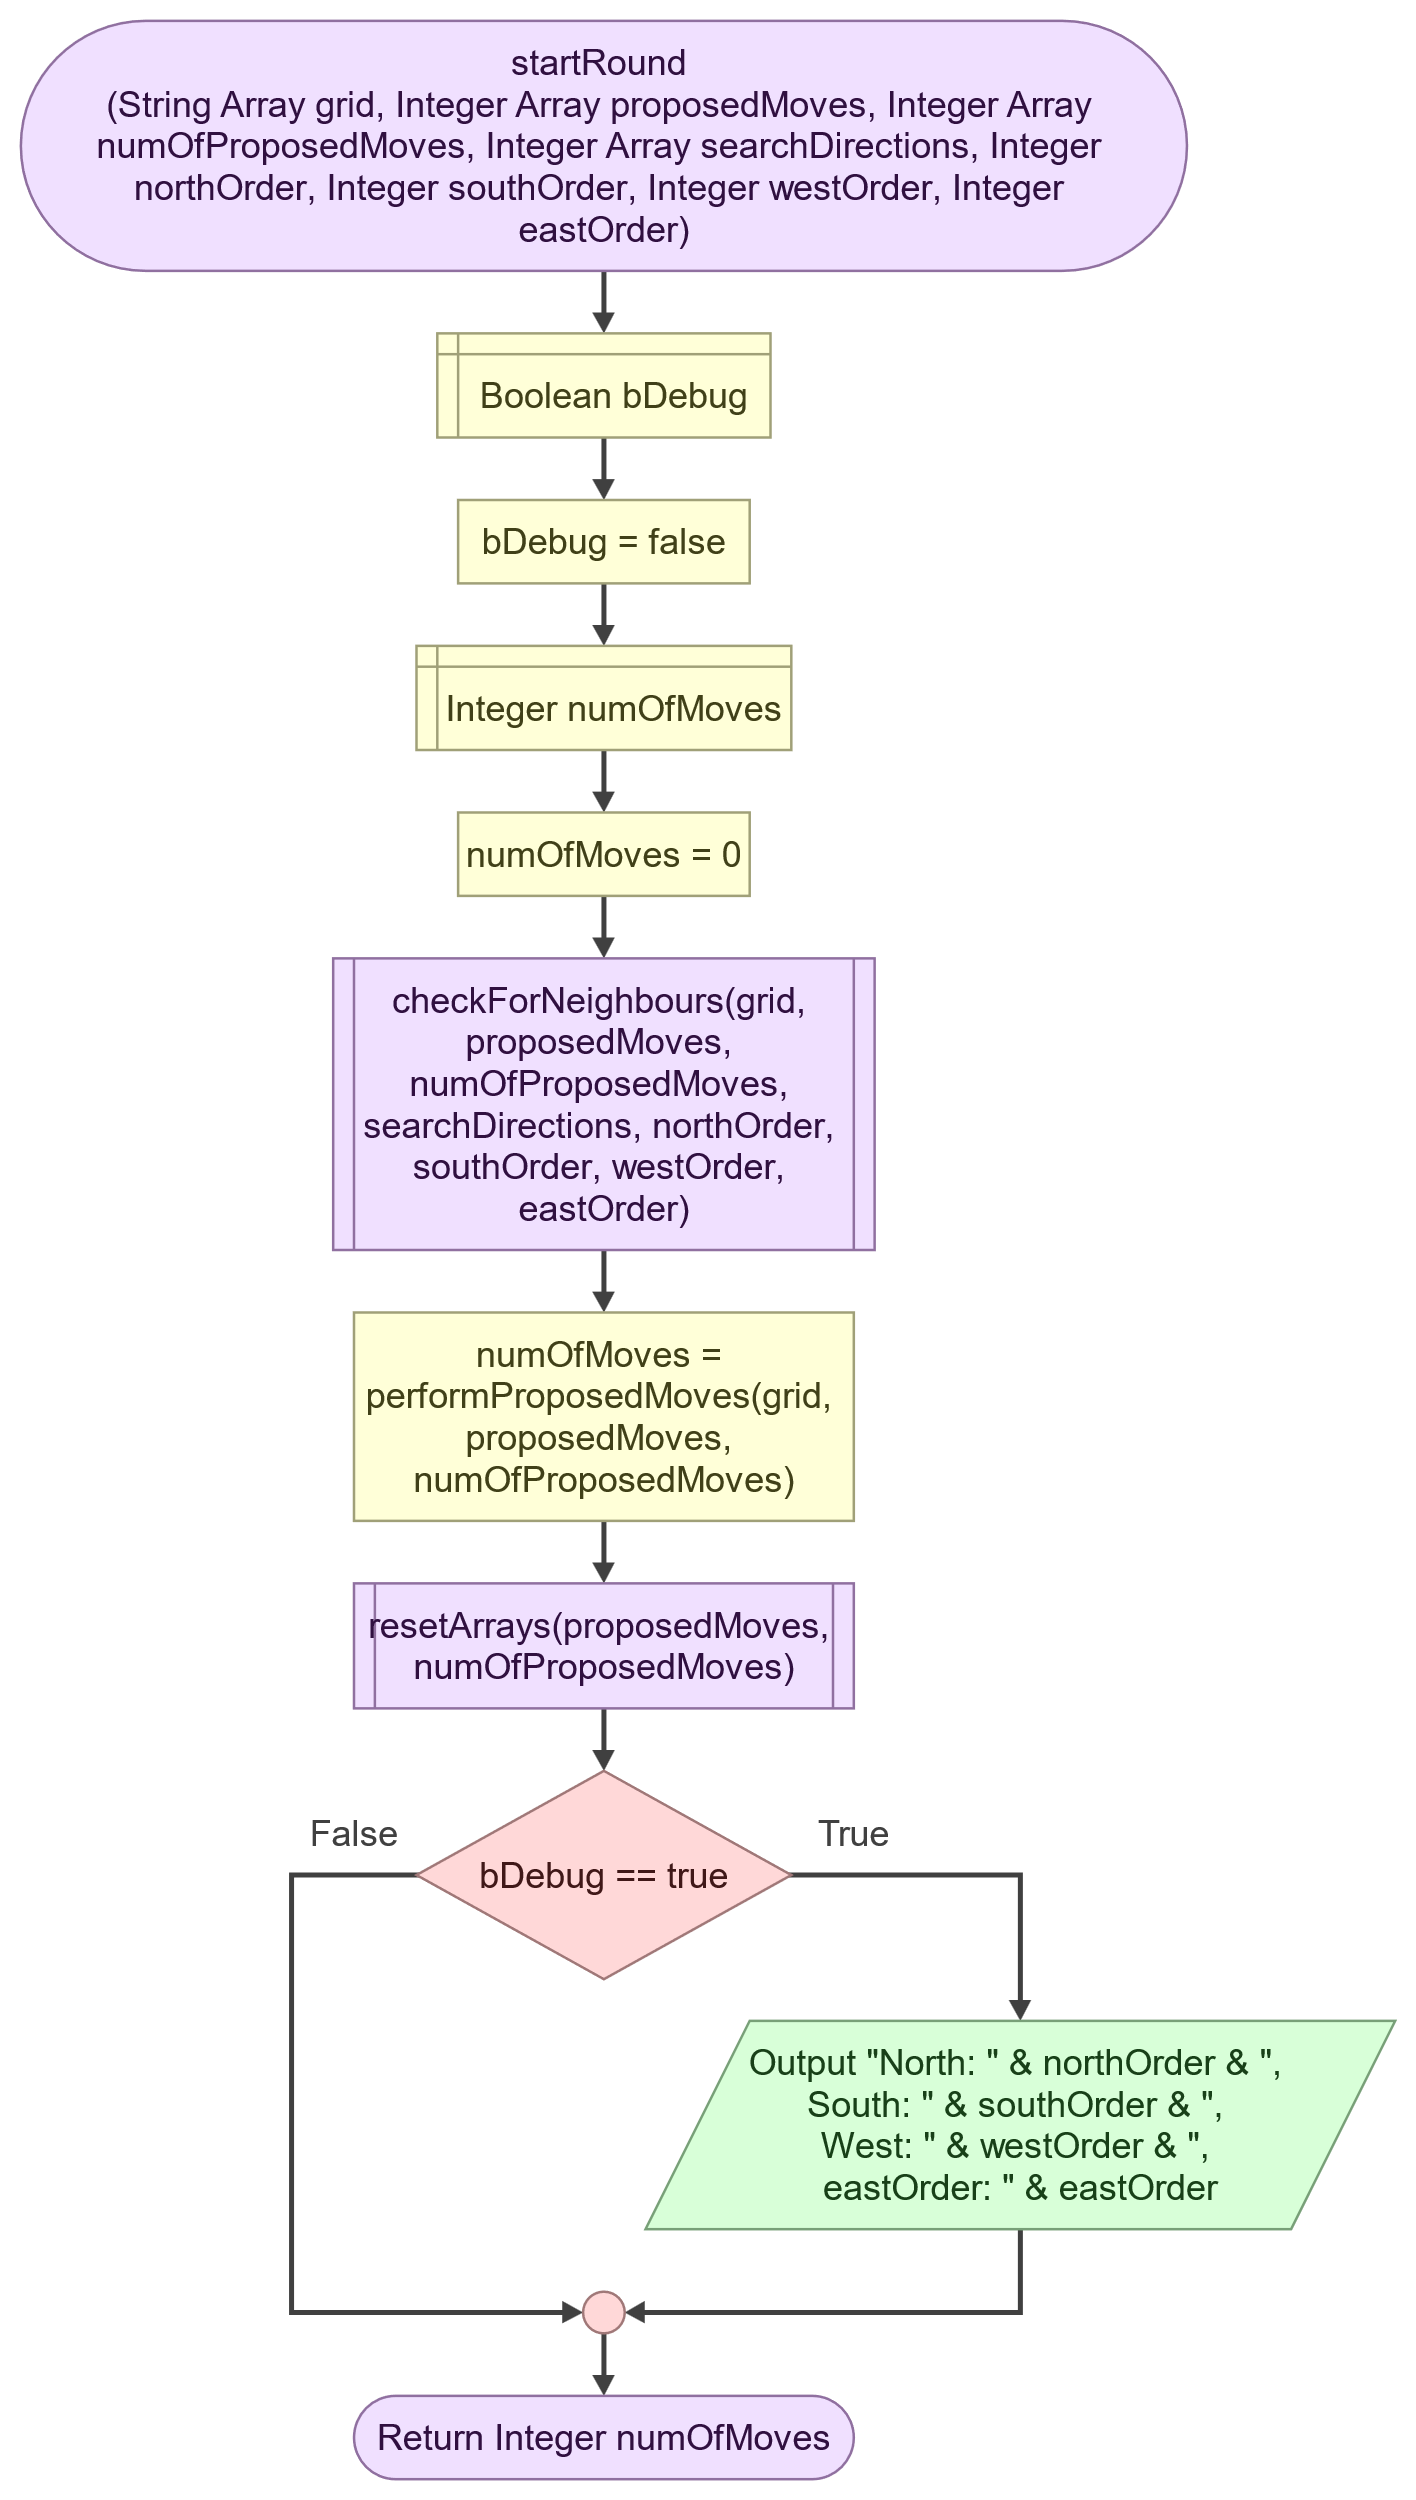 startRound
(String Array grid, Integer Array proposedMoves, Integer Array
numOfProposedMoves, Integer Array searchDirections, Integer
northOrder, Integer southOrder, Integer westOrder, Integer
eastOrder)
Boolean bDebug
bDebug = false
Integer numOfMoves
numOfMoves = 0
checkForNeighbours(grid,
proposedMoves,
numOfProposedMoves,
searchDirections, northOrder,
southOrder, westOrder,
eastOrder)
numOfMoves =
performProposedMoves(grid,
proposedMoves,
numOfProposedMoves)
resetArrays(proposedMoves,
numOfProposedMoves)
False
True
bDebug == true
Output "North: " & northOrder & ",
South: " & southOrder & ",
West: " & westOrder & ",
eastOrder: " & eastOrder
Return Integer numOfMoves